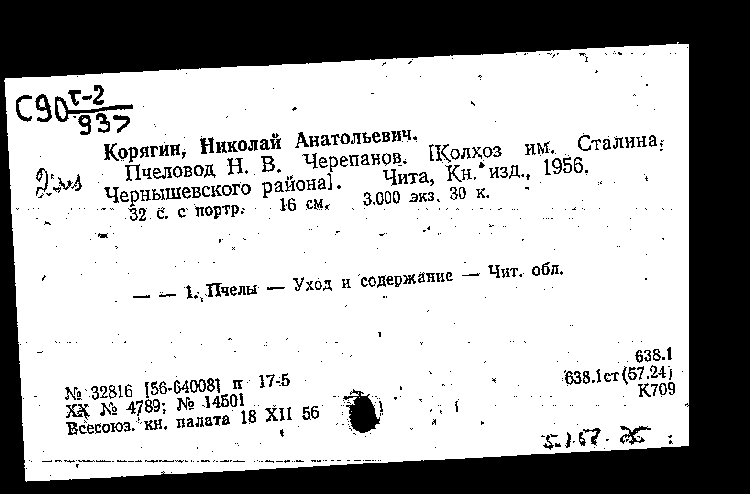 С90 т-2
937
Корягин, Николай Анатольевич.
Пчеловод Н. В. Черепанов. [Колхоз им. Сталина,
Чернышевского района]. Чита, Кн. изд., 1956.
32 с. с портр. 16 см. 3.000 экз. 30 к.
— — 1. Пчелы — Уход и содержание — Чит. обл.
638.1
№ 32816 [56-64008] п 17-5
638.1ст(57.24)
XX № 4789; № 14501
К709
Всесоюз. кн. палата 18 XII 56